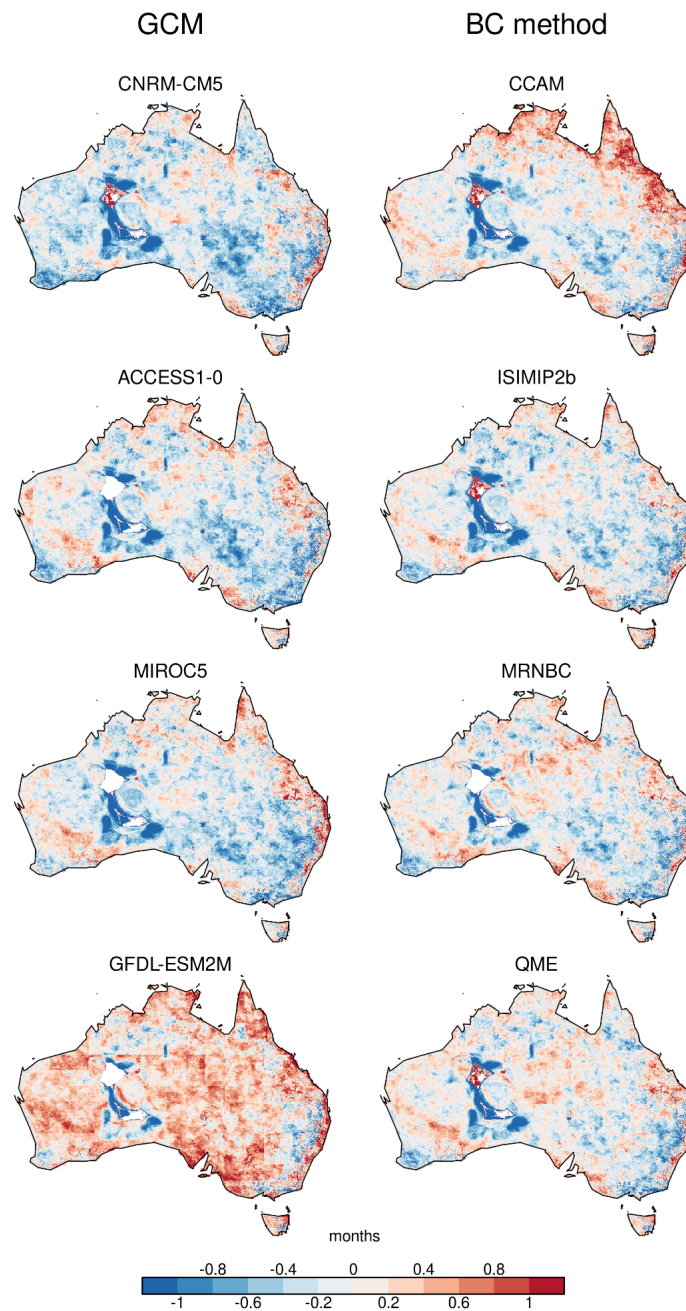 GCM BC method
CNRM-CM5 CCAM
ACCESS1-0 ISIMIP2b
MIROC5 MRNBC
GFDL-ESM2M QME
months
-0.8 -0.4 0 0.4 0.8
-1 -0.6 -0.2 0.2 0.6 1